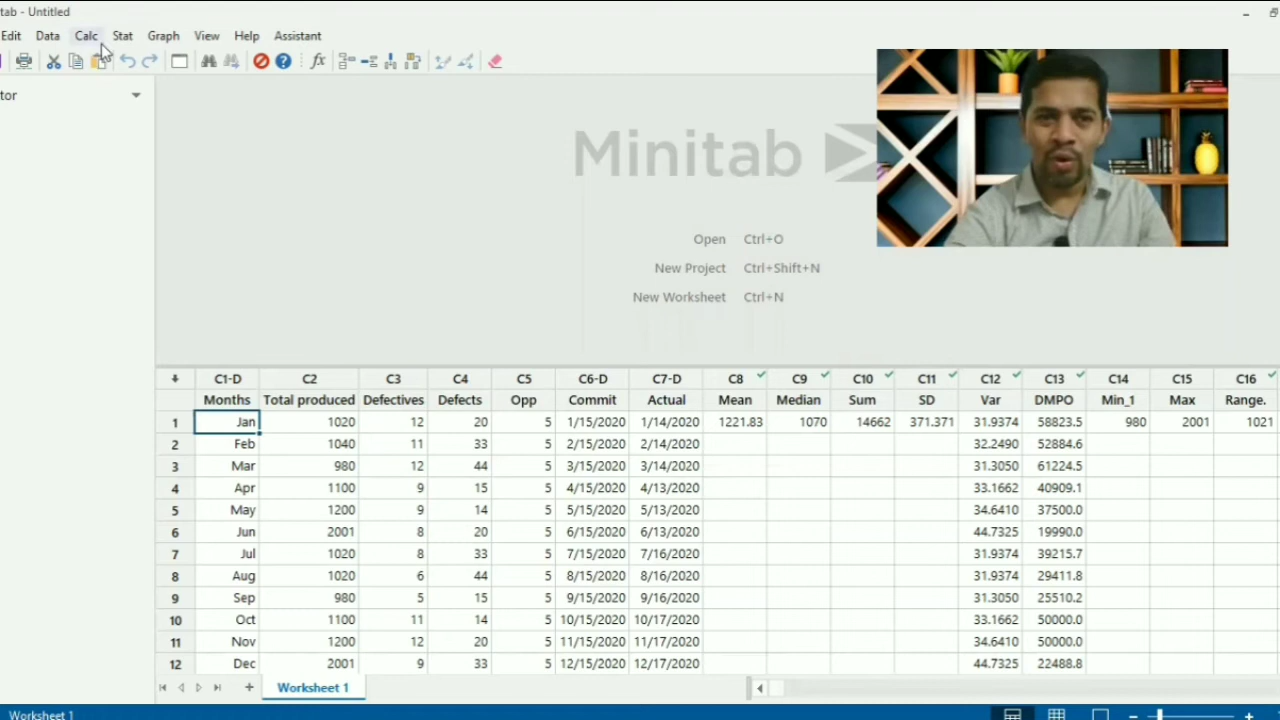 tab - Untitled
Edit Data Calc Stat Graph View Help Assistant
tor
Minitab
Open Ctrl+O
New Project Ctrl+Shift+N
New Worksheet Ctrl+N
C1-D C2 C3 C4 C5 C6-D C7-D C8 C9 C10 C11 C12 C13 C14 C15 C16
Months Total produced Defectives Defects Opp Commit Actual Mean Median Sum SD Var DMPO Min_1 Max Range.
1 Jan 1020 12 20 5 1/15/2020 1/14/2020 1221.83 1070 14662 371.371 31.9374 58823.5 980 2001 1021
2 Feb 1040 11 33 5 2/15/2020 2/14/2020 32.2490 52884.6
3 Mar 980 12 44 5 3/15/2020 3/14/2020 31.3050 61224.5
4 Apr 1100 9 15 5 4/15/2020 4/13/2020 33.1662 40909.1
5 May 1200 9 14 5 5/15/2020 5/13/2020 34.6410 37500.0
6 Jun 2001 8 20 5 6/15/2020 6/13/2020 44.7325 19990.0
7 Jul 1020 8 33 5 7/15/2020 7/16/2020 31.9374 39215.7
8 Aug 1020 6 44 5 8/15/2020 8/16/2020 31.9374 29411.8
9 Sep 980 5 15 5 9/15/2020 9/16/2020 31.3050 25510.2
10 Oct 1100 11 14 5 10/15/2020 10/17/2020 33.1662 50000.0
11 Nov 1200 12 20 5 11/15/2020 11/17/2020 34.6410 50000.0
12 Dec 2001 9 33 5 12/15/2020 12/17/2020 44.7325 22488.8
Worksheet 1
Worksheet 1